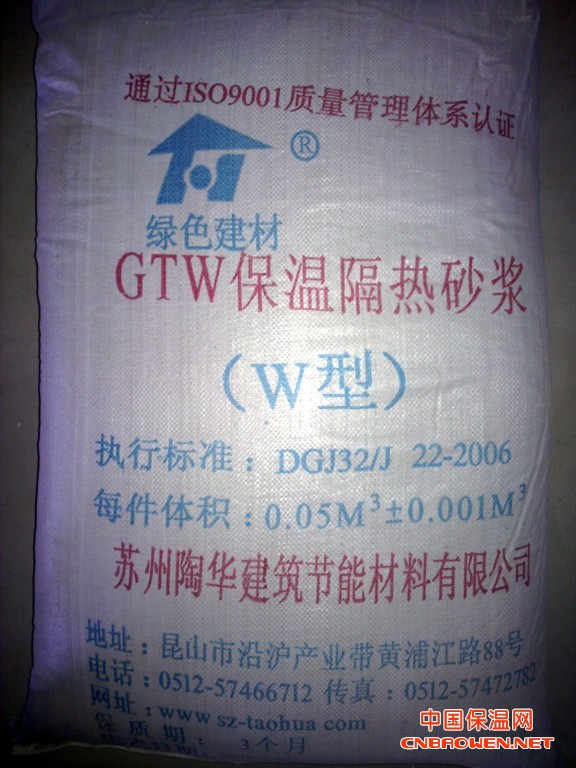 通过ISO9001质量管理体系认证
®
绿色建材
GTW保温隔热砂浆
（W型）
执行标准：DGJ32/J 22-2006
每件体积：0.05M³±0.001M³
苏州陶华建筑节能材料有限公司
地址：昆山市沿沪产业带黄浦江路88号
电话：0512-57466712 传真：0512-57472782
网址：www.sz-taohua.com
保质期：3个月
中国保温网
CNBROWEN.NET